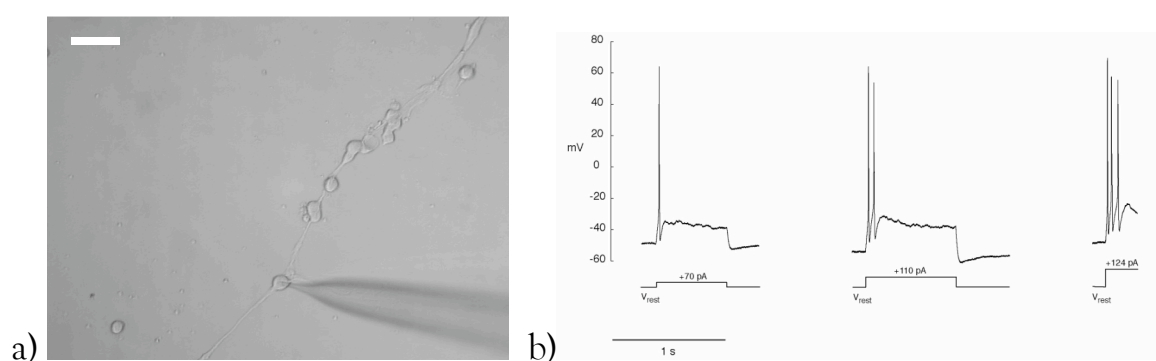 a)
b)
80
60
40
20
0
-20
-40
-60
mV
+70 pA
+110 pA
+124 pA
Vrest
Vrest
Vrest
1 s